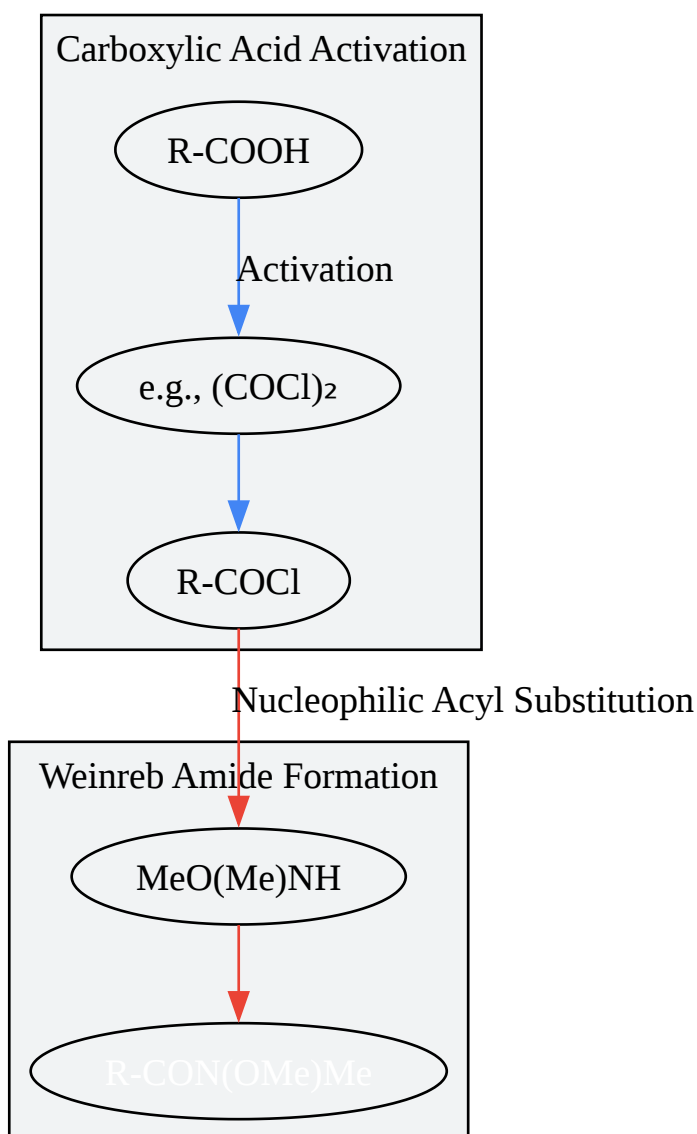 Carboxylic Acid Activation
R-COOH
Activation
e.g., (COCl)₂
R-COCl
Nucleophilic Acyl Substitution
Weinreb Amide Formation
MeO(Me)NH
R-CON(OMe)Me